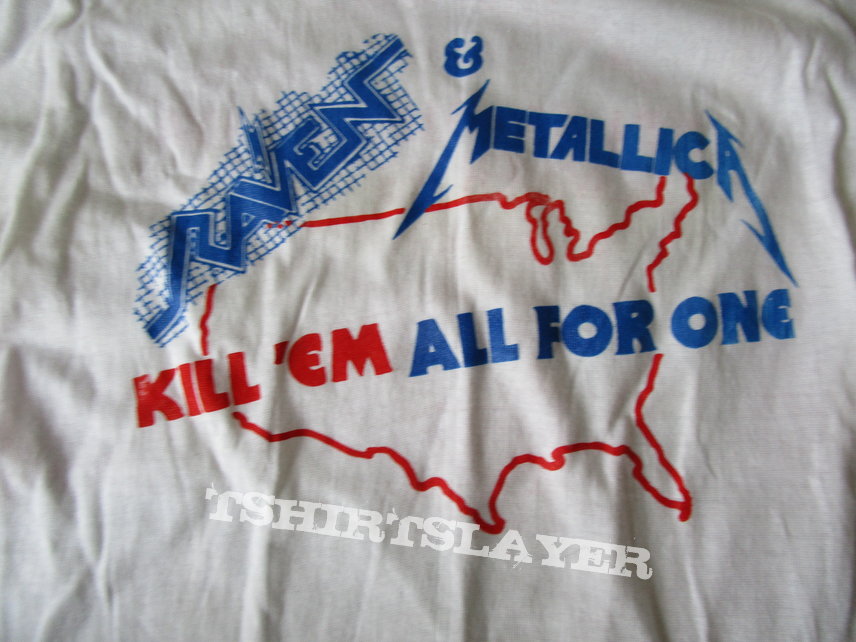 RAVEN
&
METALLICA
KILL 'EM ALL FOR ONE
TSHIRTSLAYER